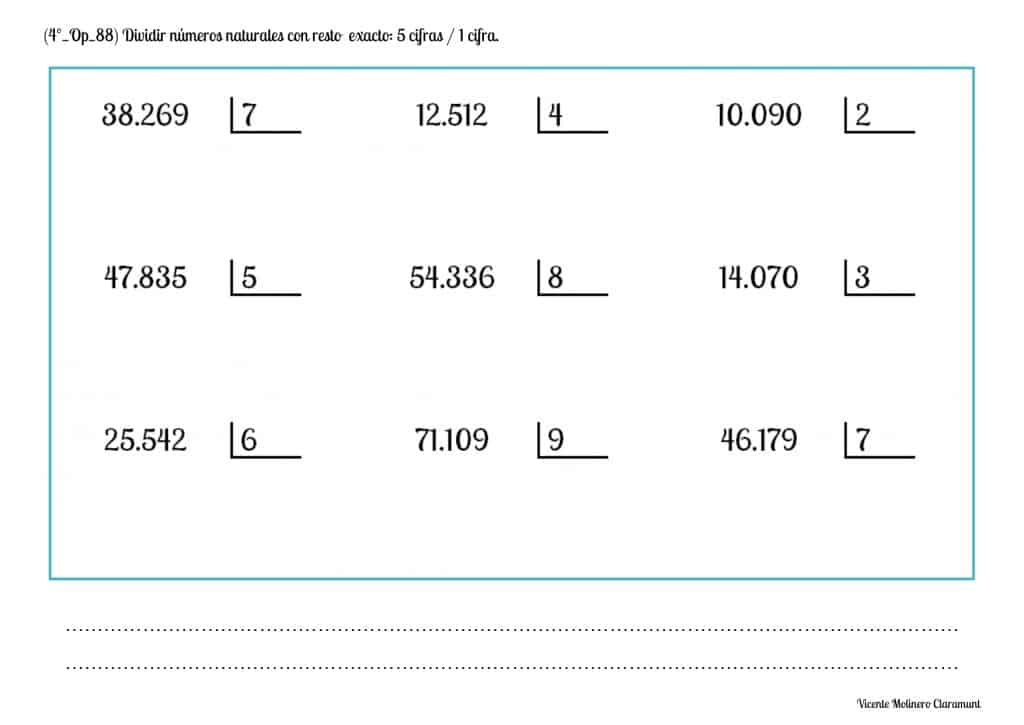 (4°_Op_88) Dividir números naturales con resto exacto: 5 cifras / 1 cifra.
38.269 7 12.512 4 10.090 2
47.835 5 54.336 8 14.070 3
25.542 6 71.109 9 46.179 7
Vicente Molinero Claramunt